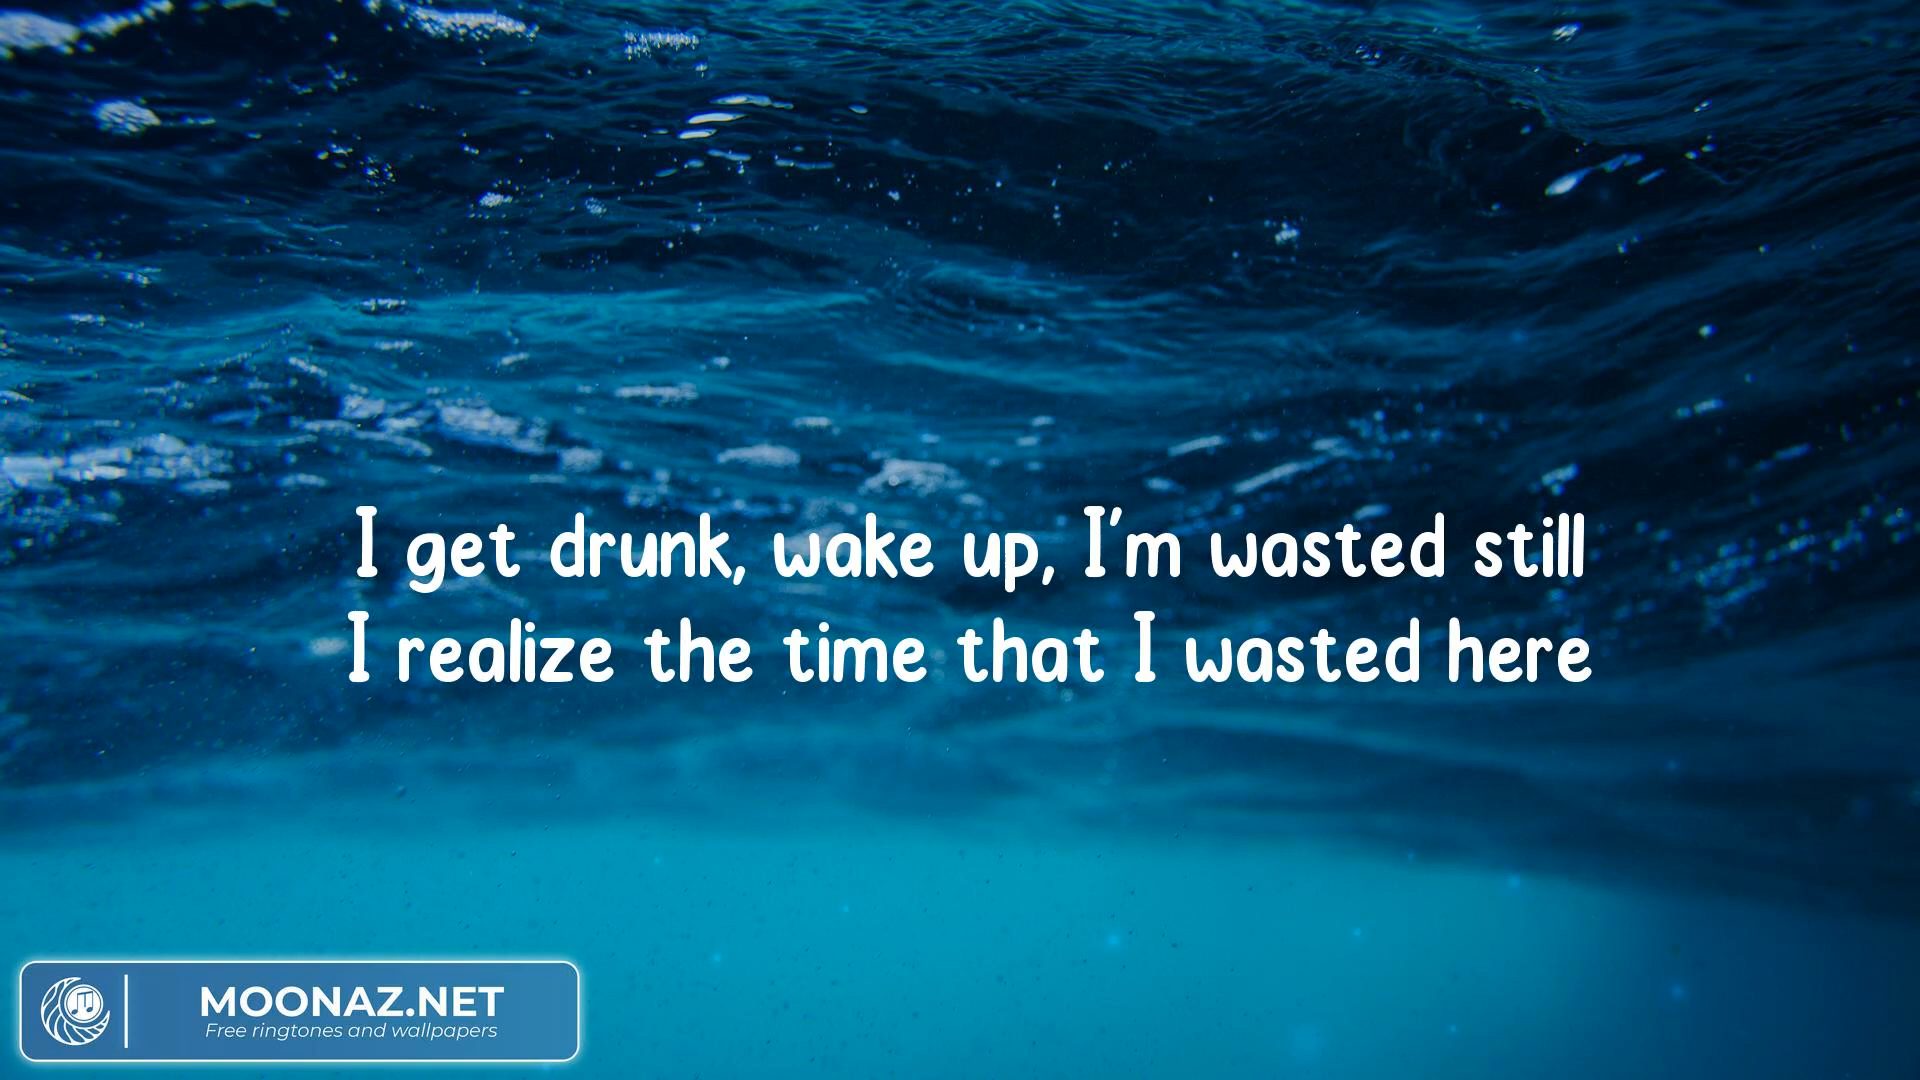 I get drunk, wake up, I'm wasted still
I realize the time that I wasted here
MOONAZ.NET
Free ringtones and wallpapers